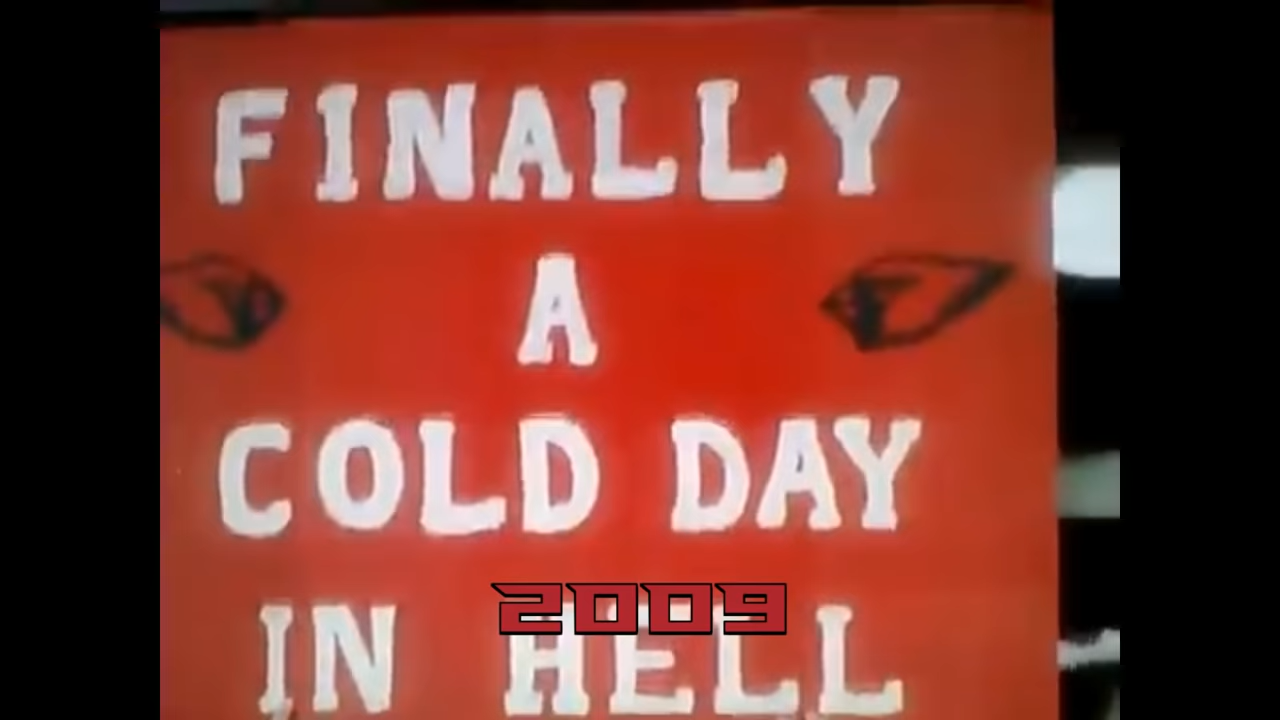 FINALLY
A
COLD DAY
2009
IN HELL